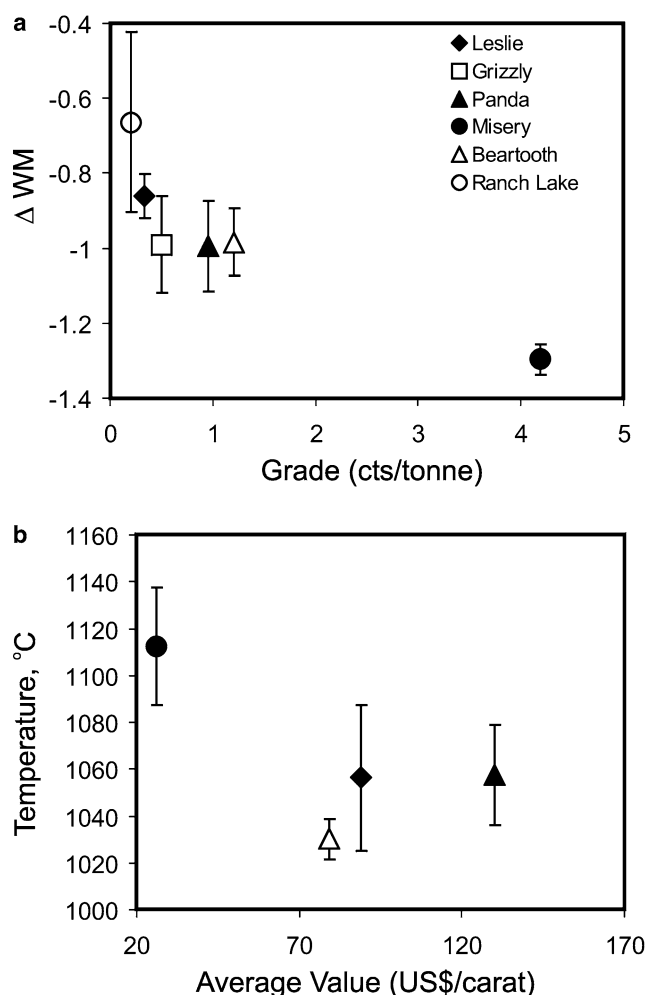 a
-0.4
-0.6
-0.8
-1
-1.2
-1.4
Δ WM
Leslie
Grizzly
Panda
Misery
Beartooth
Ranch Lake
0 1 2 3 4 5
Grade (cts/tonne)
b
1160
1140
1120
1100
1080
1060
1040
1020
1000
Temperature, °C
20 70 120 170
Average Value (US$/carat)